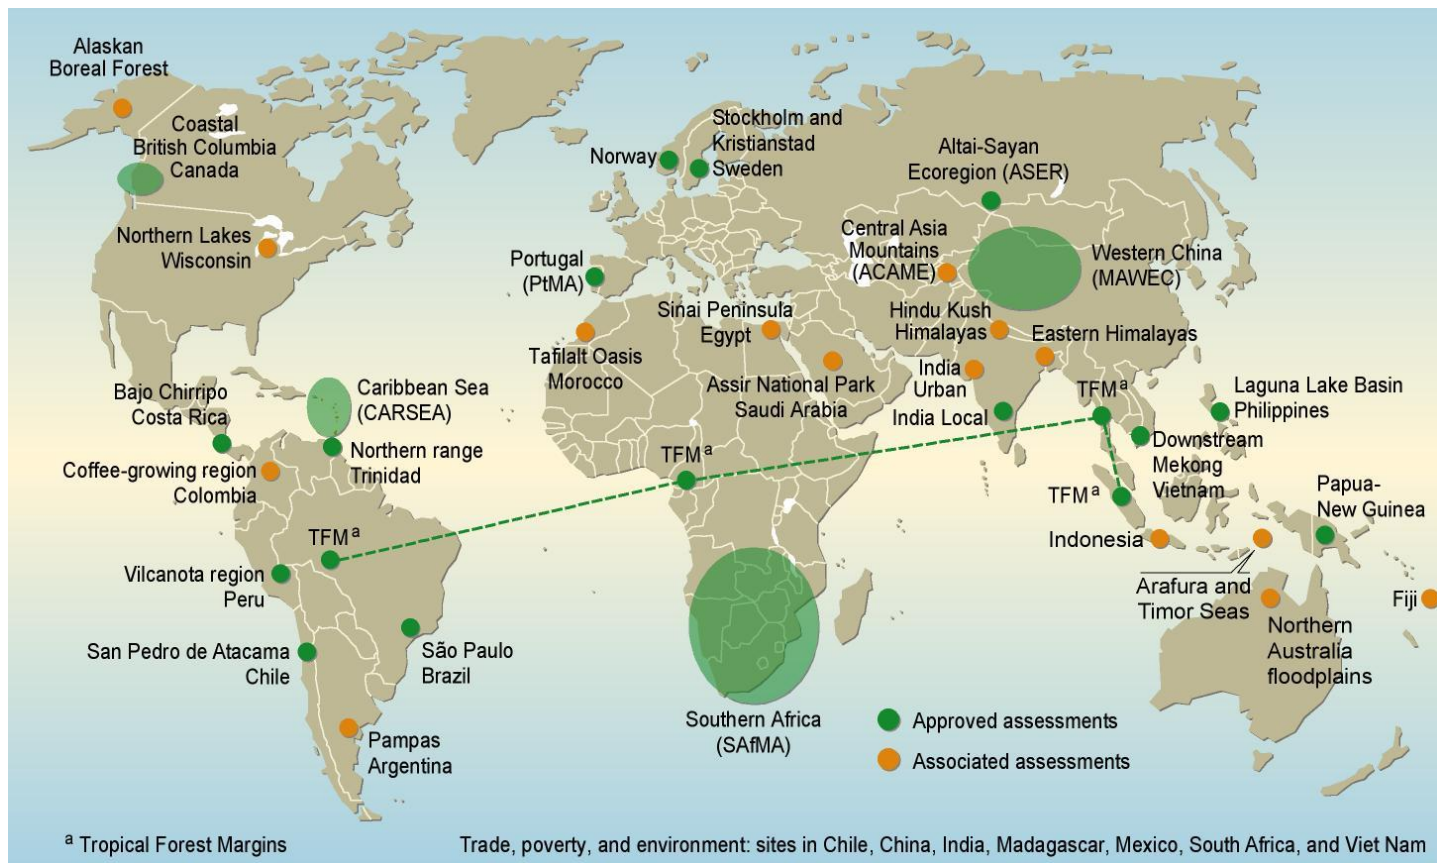 Alaskan
Boreal Forest
Coastal
British Columbia
Canada
Northern Lakes
Wisconsin
Bajo Chirripo
Costa Rica
Caribbean Sea
(CARSEA)
Northern range
Trinidad
Coffee-growing region
Colombia
TFM a
Vilcanota region
Peru
San Pedro de Atacama
Chile
São Paulo
Brazil
Pampas
Argentina
Norway
Stockholm and
Kristianstad
Sweden
Portugal
(PtMA)
Tafilalt Oasis
Morocco
Sinai Peninsula
Egypt
Assir National Park
Saudi Arabia
TFM a
Southern Africa
(SAfMA)
Altai-Sayan
Ecoregion (ASER)
Central Asia
Mountains
(ACAME)
Western China
(MAWEC)
Hindu Kush
Himalayas
Eastern Himalayas
India
Urban
India Local
TFM a
Laguna Lake Basin
Philippines
Downstream
Mekong
Vietnam
TFM a
Papua-
New Guinea
Indonesia
Arafura and
Timor Seas
Fiji
Northern
Australia
floodplains
Approved assessments
Associated assessments
a Tropical Forest Margins
Trade, poverty, and environment: sites in Chile, China, India, Madagascar, Mexico, South Africa, and Viet Nam